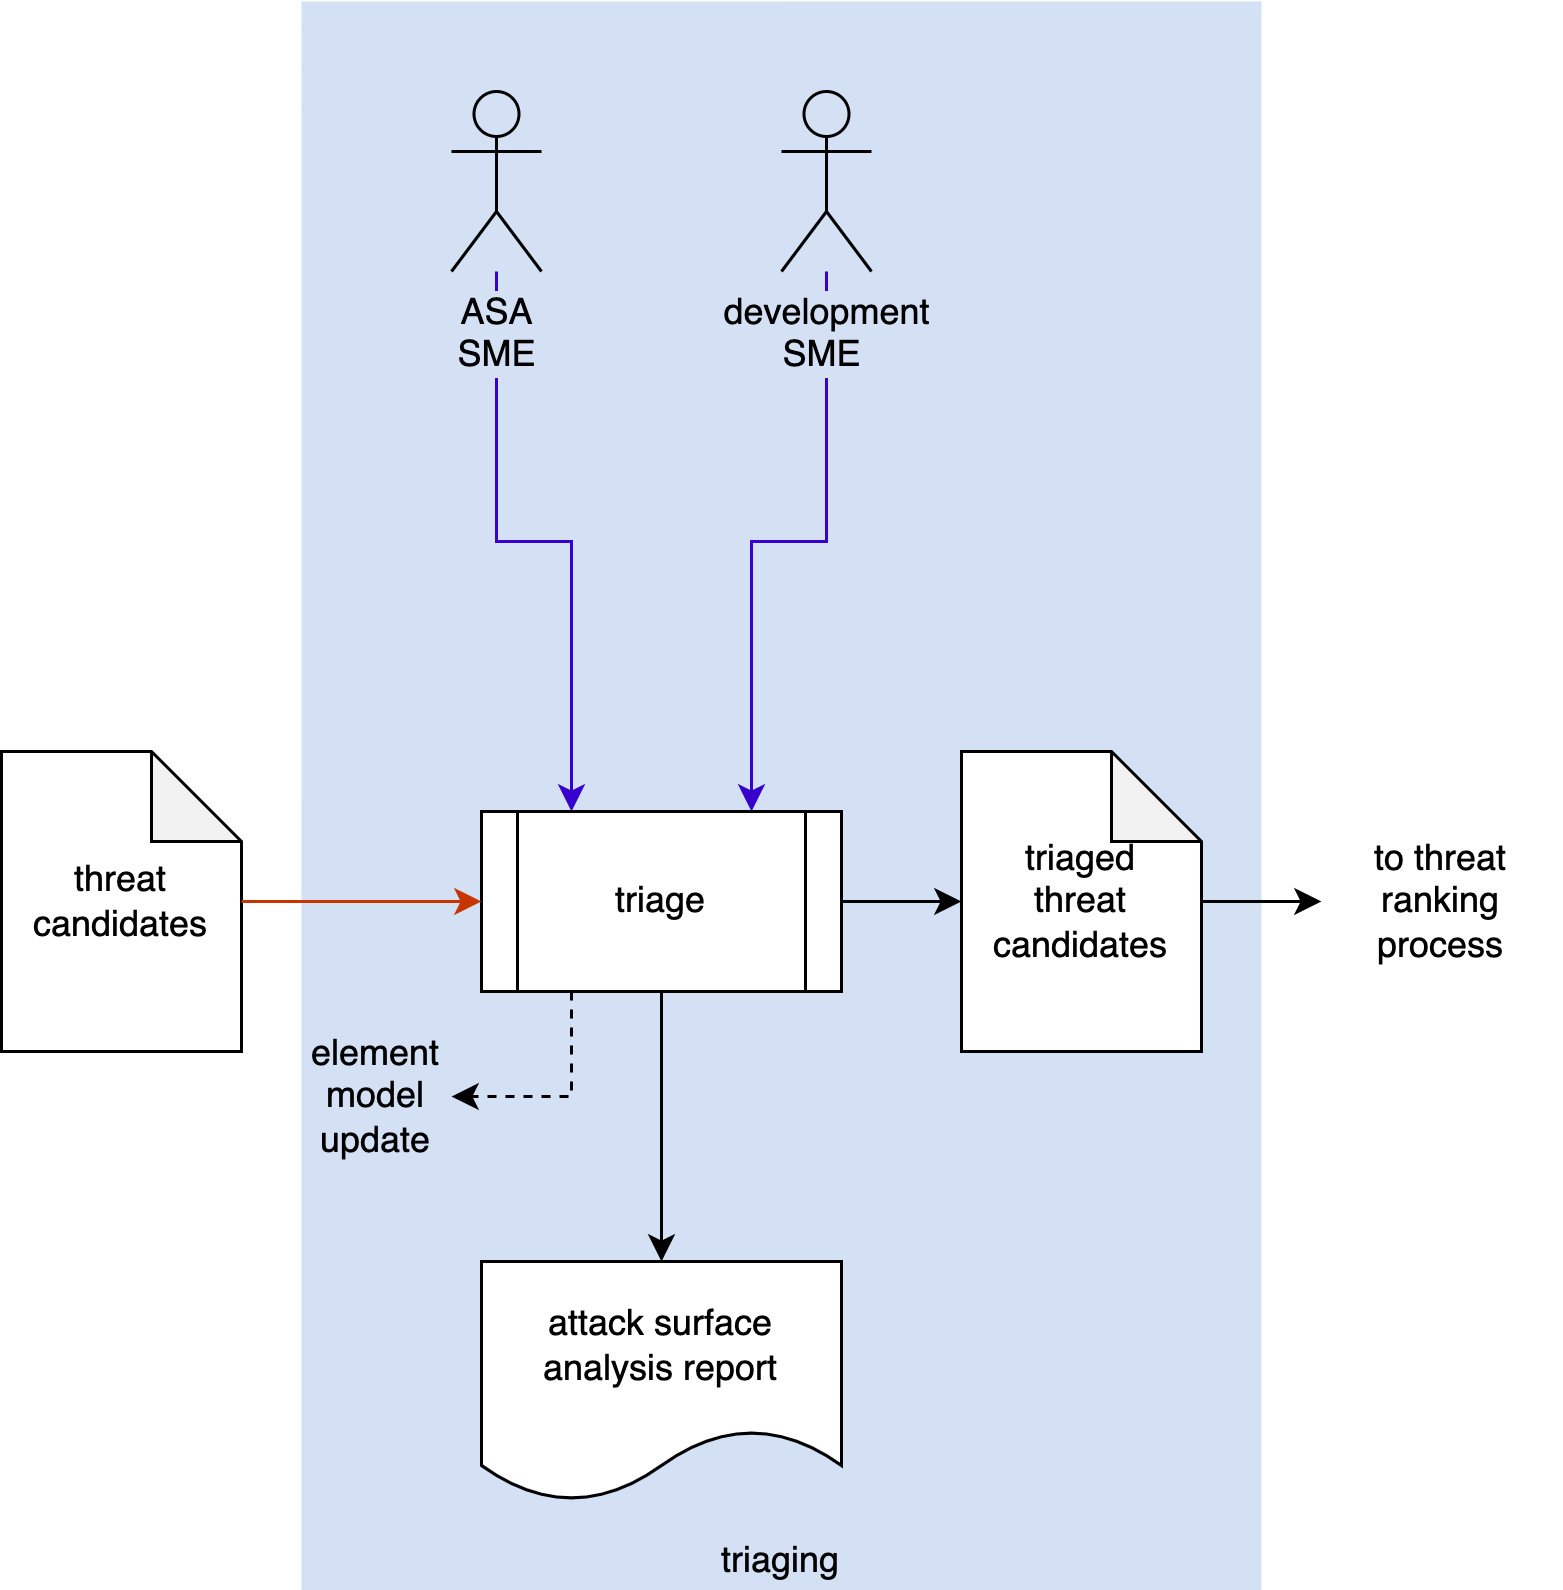 ASA
SME
development
SME
threat
candidates
triage
triaged
threat
candidates
to threat
ranking
process
element
model
update
attack surface
analysis report
triaging